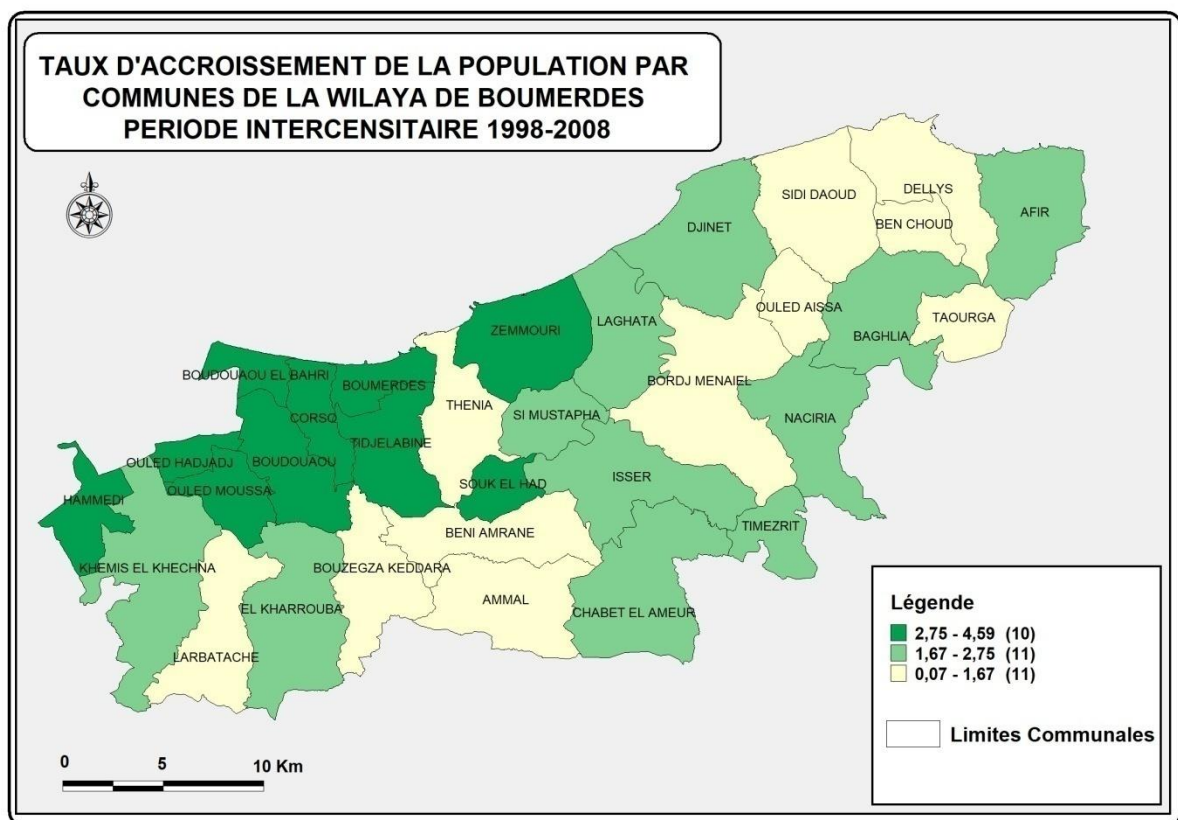 TAUX D'ACCROISSEMENT DE LA POPULATION PAR
COMMUNES DE LA WILAYA DE BOUMERDES
PERIODE INTERCENSITAIRE 1998-2008
SIDI DAOUD
DELLYS
AFIR
BEN CHOUD
DJINET
OULED AISSA
TAOURGA
LAGHATA
ZEMMOURI
BAGHLIA
BOUDOUAOU EL BAHRI
BOUMERDES
BORDJ MENAIEL
THENIA
SI MUSTAPHA
CORSO
NACIRIA
TIDJELABINE
OULED HADJADJ
BOUDOUAOU
ISSER
SOUK EL HAD
OULED MOUSSA
HAMMEDI
TIMEZRIT
BENI AMRANE
KHEMIS EL KHECHNA
BOUZEGZA KEDDARA
AMMAL
EL KHARROUBA
CHABET EL AMEUR
LARBATACHE
Légende
2,75 - 4,59 (10)
1,67 - 2,75 (11)
0,07 - 1,67 (11)
Limites Communales
0 5 10 Km